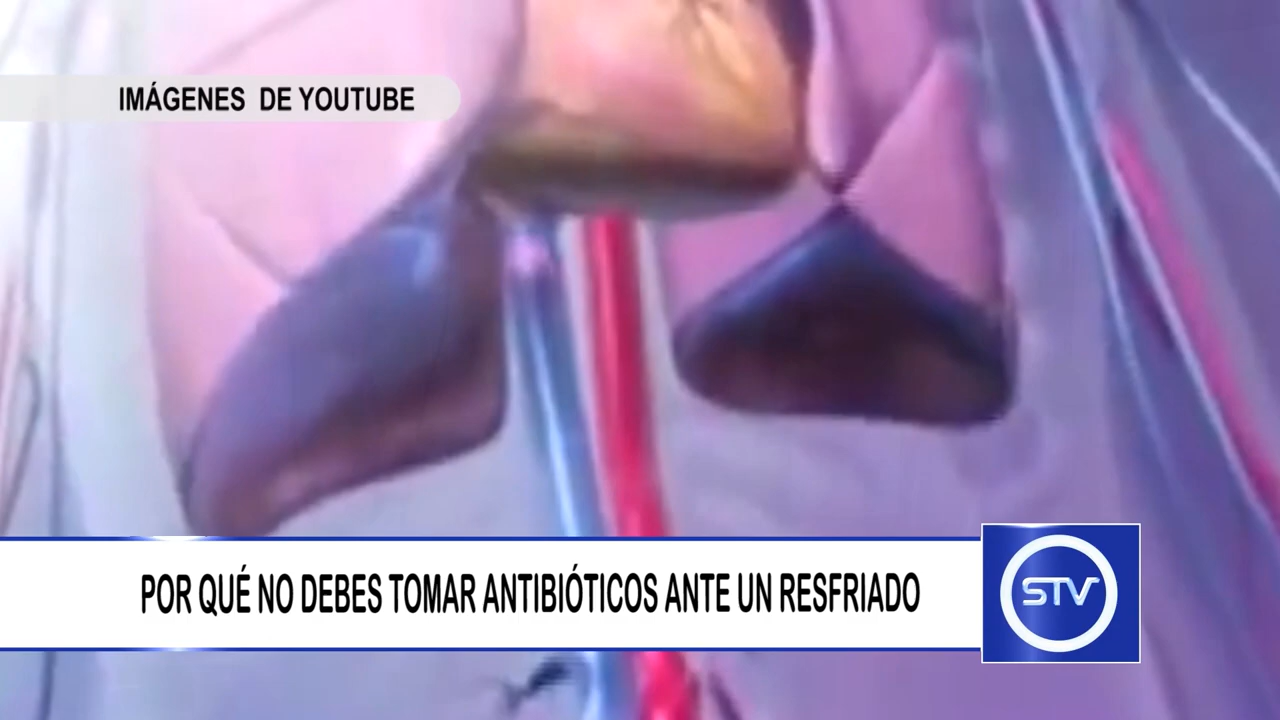 IMÁGENES DE YOUTUBE
POR QUÉ NO DEBES TOMAR ANTIBIÓTICOS ANTE UN RESFRIADO
STV